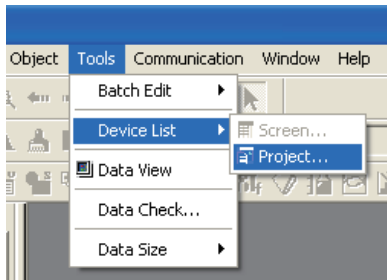 Object Tools Communication Window Help
Batch Edit
Device List
Screen...
Project...
Data View
Data Check...
Data Size